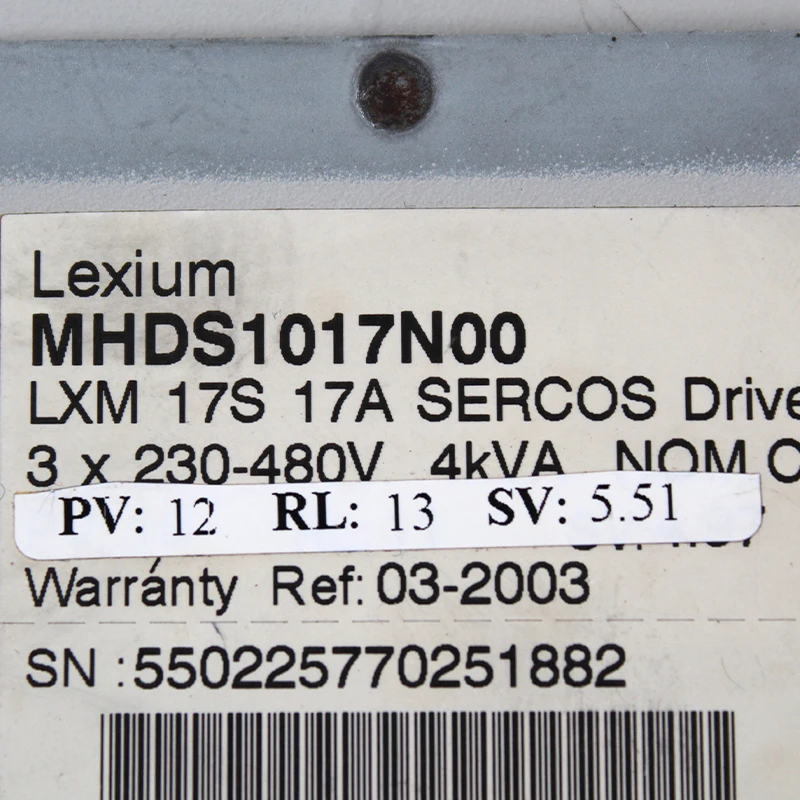 Lexium
MHDS1017N00
LXM 17S 17A SERCOS Drive
3 x 230-480V 4kVA NOM
PV: 12 RL: 13 SV: 5.51
Warránty Ref: 03-2003
SN : 550225770251882